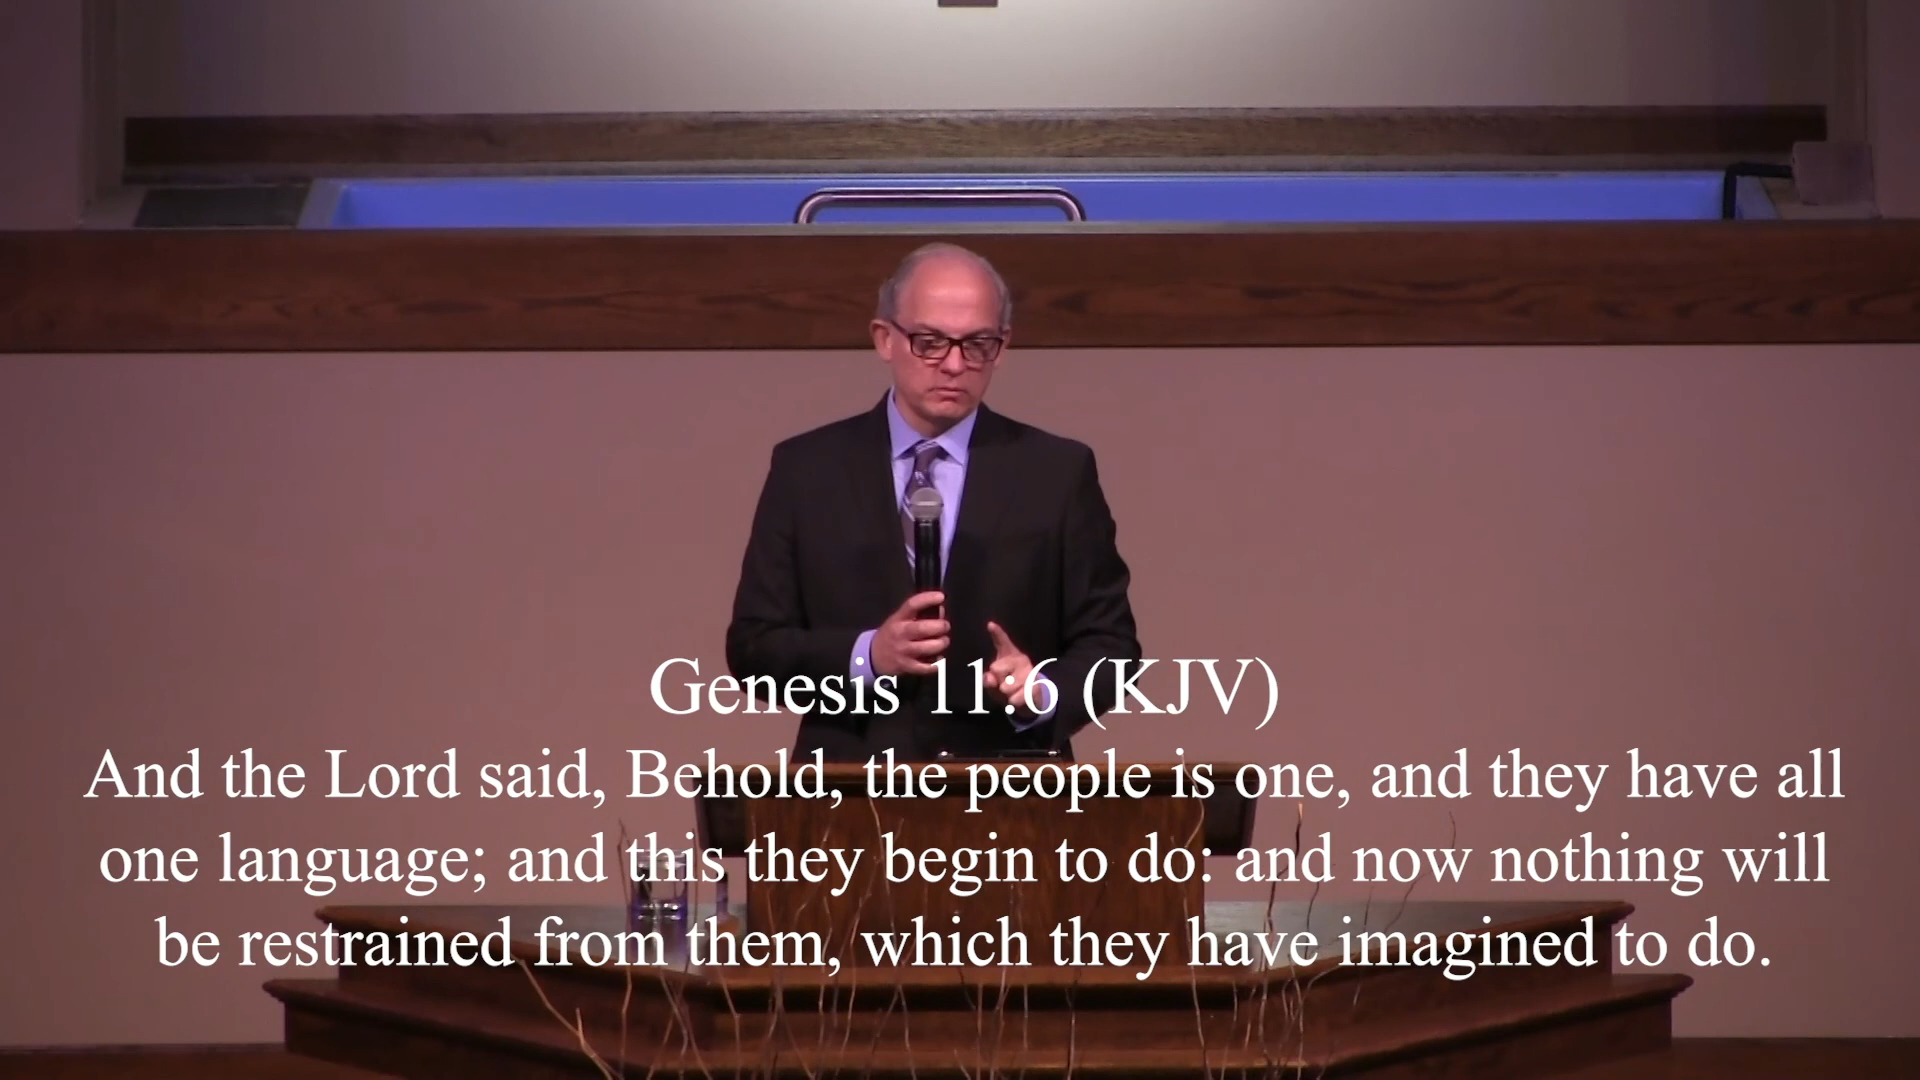 Genesis 11:6 (KJV)
And the Lord said, Behold, the people is one, and they have all
one language; and this they begin to do: and now nothing will
be restrained from them, which they have imagined to do.